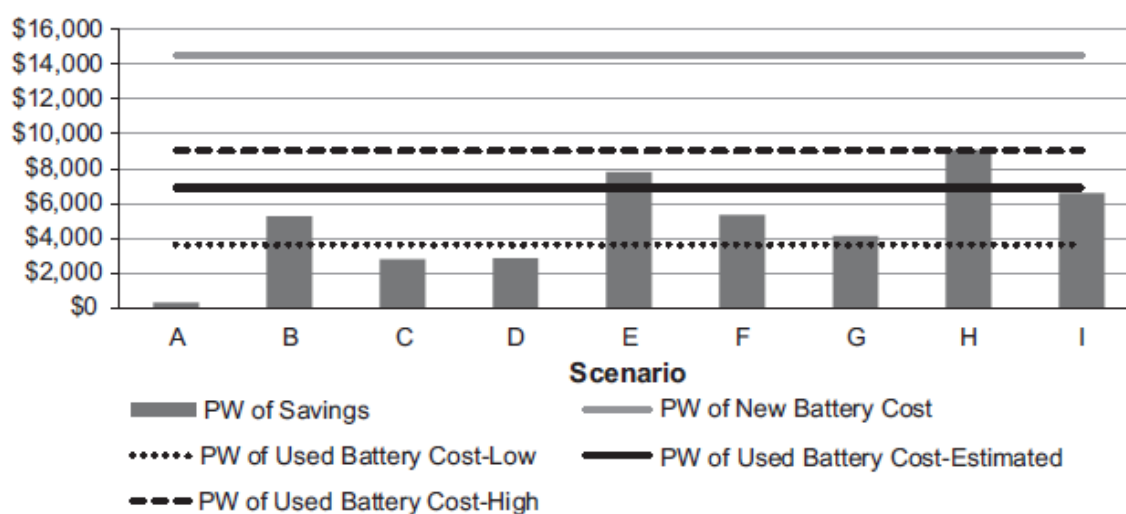 $16,000
$14,000
$12,000
$10,000
$8,000
$6,000
$4,000
$2,000
$0
A B C D E F G H I
Scenario
PW of Savings PW of New Battery Cost
PW of Used Battery Cost-Low PW of Used Battery Cost-Estimated
PW of Used Battery Cost-High